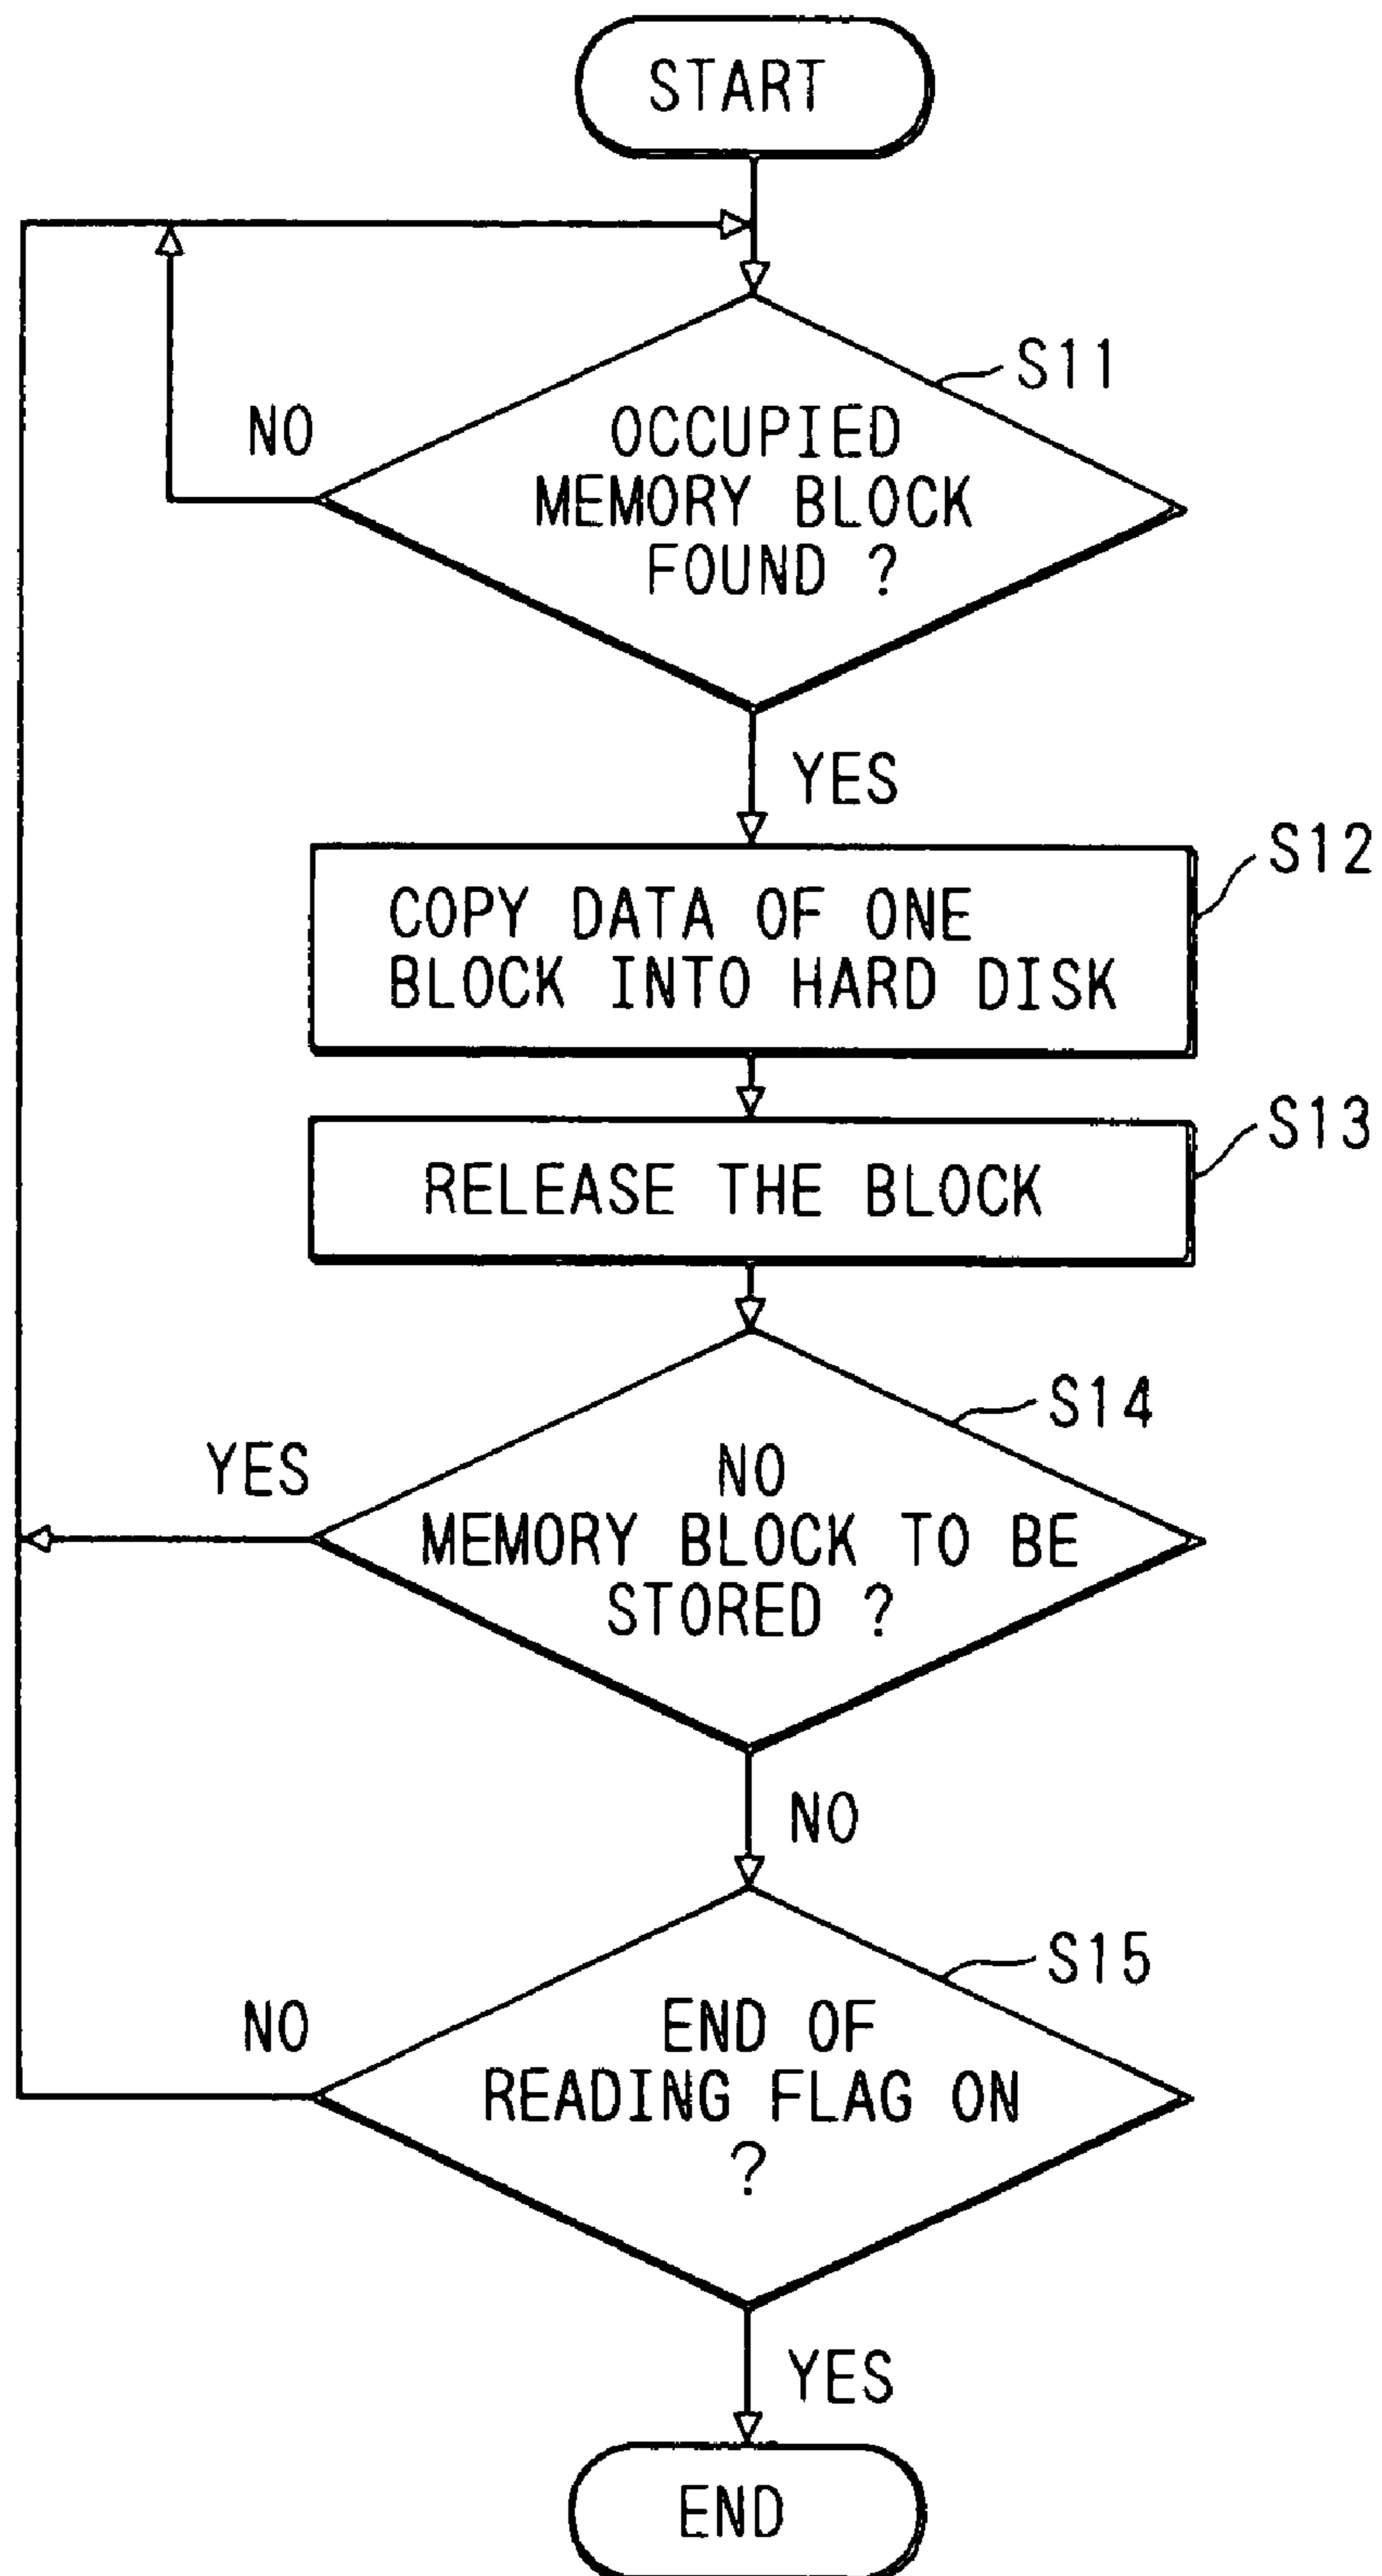 START
S11
NO
OCCUPIED
MEMORY BLOCK
FOUND ?
YES
S12
COPY DATA OF ONE
BLOCK INTO HARD DISK
S13
RELEASE THE BLOCK
S14
YES
NO
MEMORY BLOCK TO BE
STORED ?
NO
S15
NO
END OF
READING FLAG ON
?
YES
END